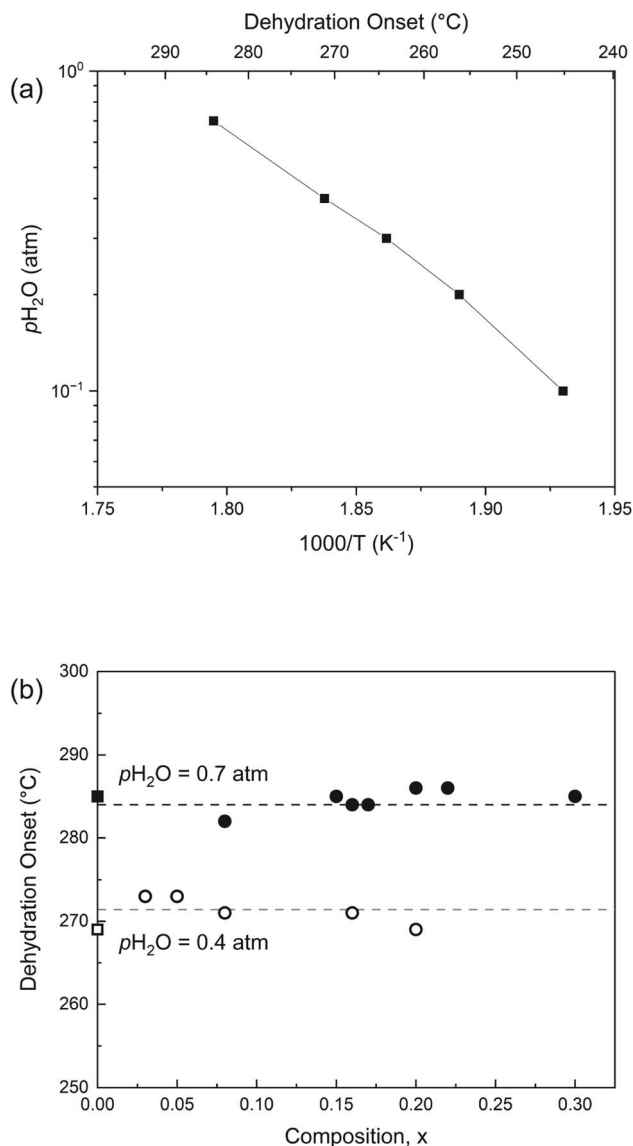 Dehydration Onset (°C)
290 280 270 260 250 240
(a)
10⁰
10⁻¹
pH₂O (atm)
1.75 1.80 1.85 1.90 1.95
1000/T (K⁻¹)
(b)
300
290
280
270
260
250
Dehydration Onset (°C)
pH₂O = 0.7 atm
pH₂O = 0.4 atm
0.00 0.05 0.10 0.15 0.20 0.25 0.30
Composition, x